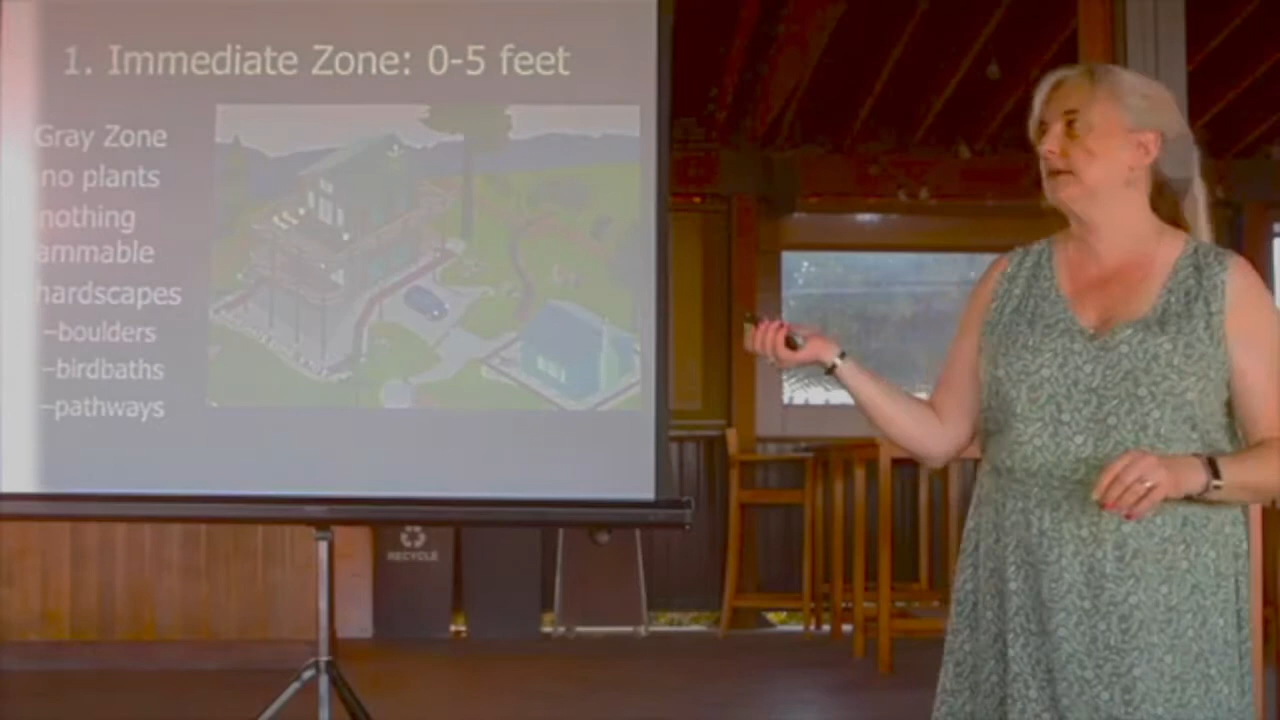 1. Immediate Zone: 0-5 feet
Gray Zone
no plants
nothing
ammable
hardscapes
–boulders
–birdbaths
–pathways
RECYCLE